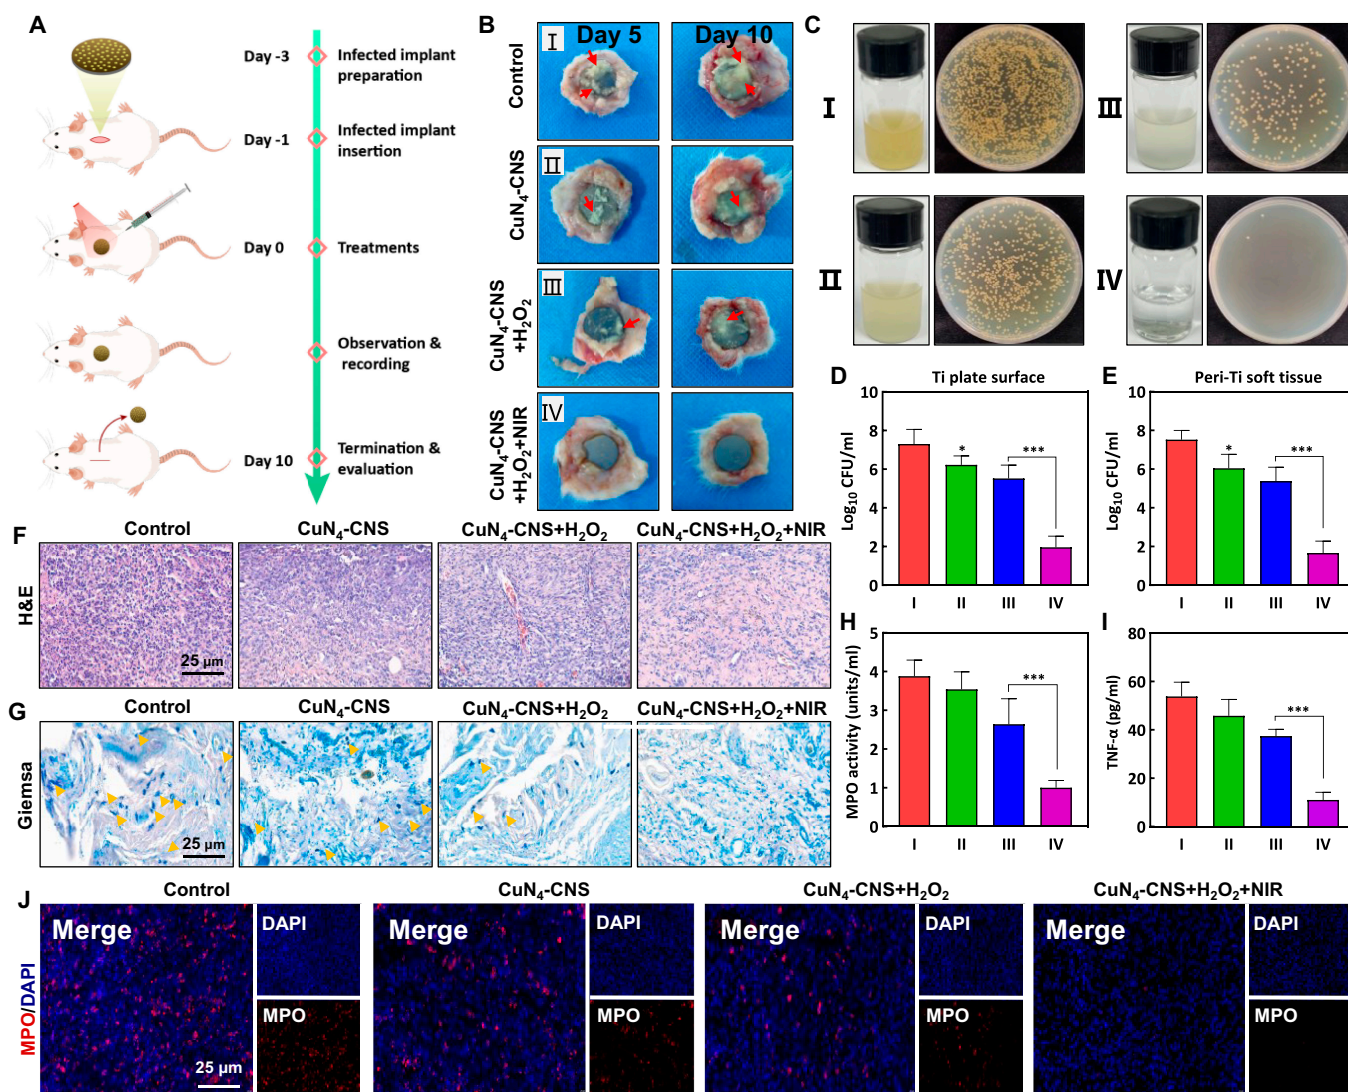 A
Day -3
Infected implant
preparation
Day -1
Infected implant
insertion
Day 0
Treatments
Observation &
recording
Day 10
Termination &
evaluation
B
Day 5
Day 10
Control
I
CuN₄-CNS
II
CuN₄-CNS
+H₂O₂
III
CuN₄-CNS
+H₂O₂+NIR
IV
C
I
III
II
IV
D
Ti plate surface
Log₁₀ CFU/ml
10
8
6
4
2
0
*
***
I
II
III
IV
E
Peri-Ti soft tissue
Log₁₀ CFU/ml
10
8
6
4
2
0
*
***
I
II
III
IV
F
Control
CuN₄-CNS
CuN₄-CNS+H₂O₂
CuN₄-CNS+H₂O₂+NIR
H&E
25 µm
G
Control
CuN₄-CNS
CuN₄-CNS+H₂O₂
CuN₄-CNS+H₂O₂+NIR
Giemsa
25 µm
H
MPO activity (units/ml)
5
4
3
2
1
0
***
I
II
III
IV
I
TNF-α (pg/ml)
80
60
40
20
0
***
I
II
III
IV
J
Control
CuN₄-CNS
CuN₄-CNS+H₂O₂
CuN₄-CNS+H₂O₂+NIR
MPO/DAPI
Merge
DAPI
MPO
25 µm
Merge
DAPI
MPO
Merge
DAPI
MPO
Merge
DAPI
MPO